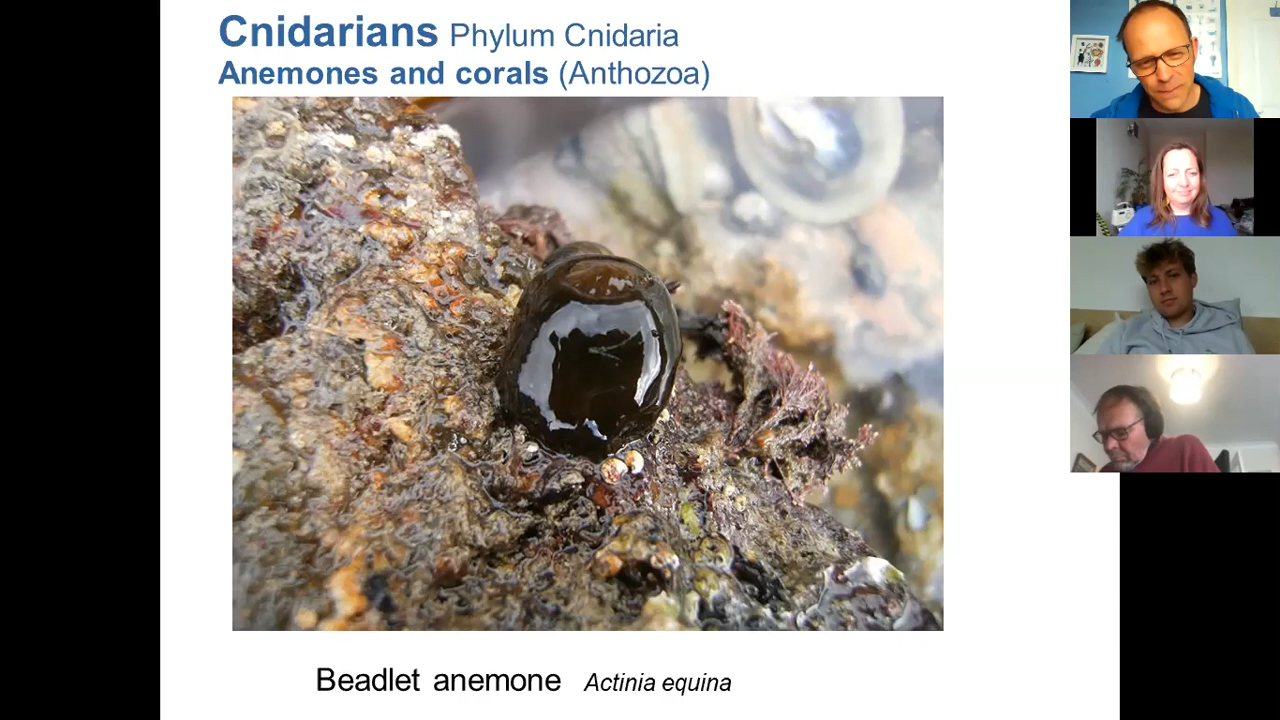 Cnidarians Phylum Cnidaria
Anemones and corals (Anthozoa)
Beadlet anemone Actinia equina